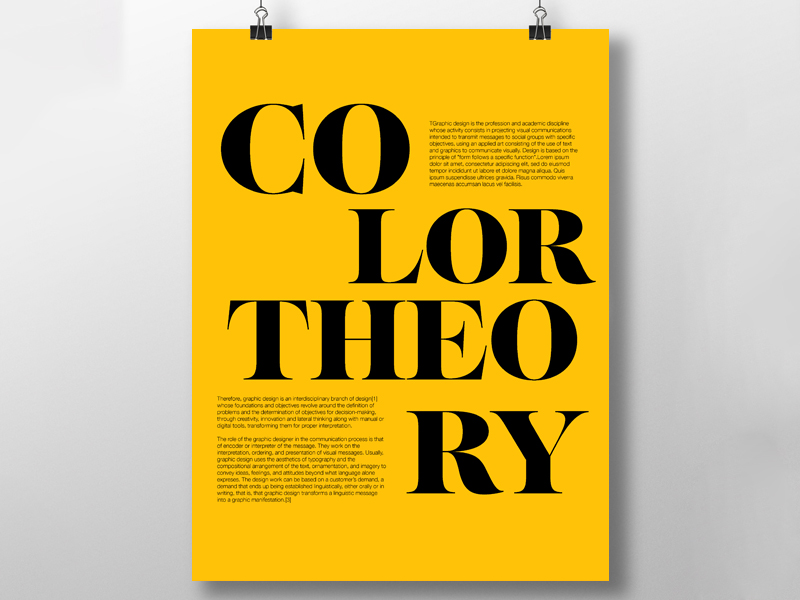 CO
TGraphic design is the profession and academic discipline
whose activity consists in projecting visual communications
intended to transmit messages to social groups with specific
objectives, using an applied art consisting of the use of text
and graphics to communicate visually. Design is based on the
principle of "form follows a specific function".Lorem ipsum
dolor sit amet, consectetur adipiscing elit, sed do eiusmod
tempor incididunt ut labore et dolore magna aliqua. Quis
ipsum suspendisse ultrices gravida. Risus commodo viverra
maecenas accumsan lacus vel facilisis.
LOR
THEO
Therefore, graphic design is an interdisciplinary branch of design[1]
whose foundations and objectives revolve around the definition of
problems and the determination of objectives for decision-making,
through creativity, innovation and lateral thinking along with manual or
digital tools, transforming them for proper interpretation.
The role of the graphic designer in the communication process is that
of encoder or interpreter of the message. They work on the
interpretation, ordering, and presentation of visual messages. Usually,
graphic design uses the aesthetics of typography and the
compositional arrangement of the text, ornamentation, and imagery to
convey ideas, feelings, and attitudes beyond what language alone
expreses. The design work can be based on a customer's demand, a
demand that ends up being established linguistically, either orally or in
writing, that is, that graphic design transforms a linguistic message
into a graphic manifestation.[3]
RY